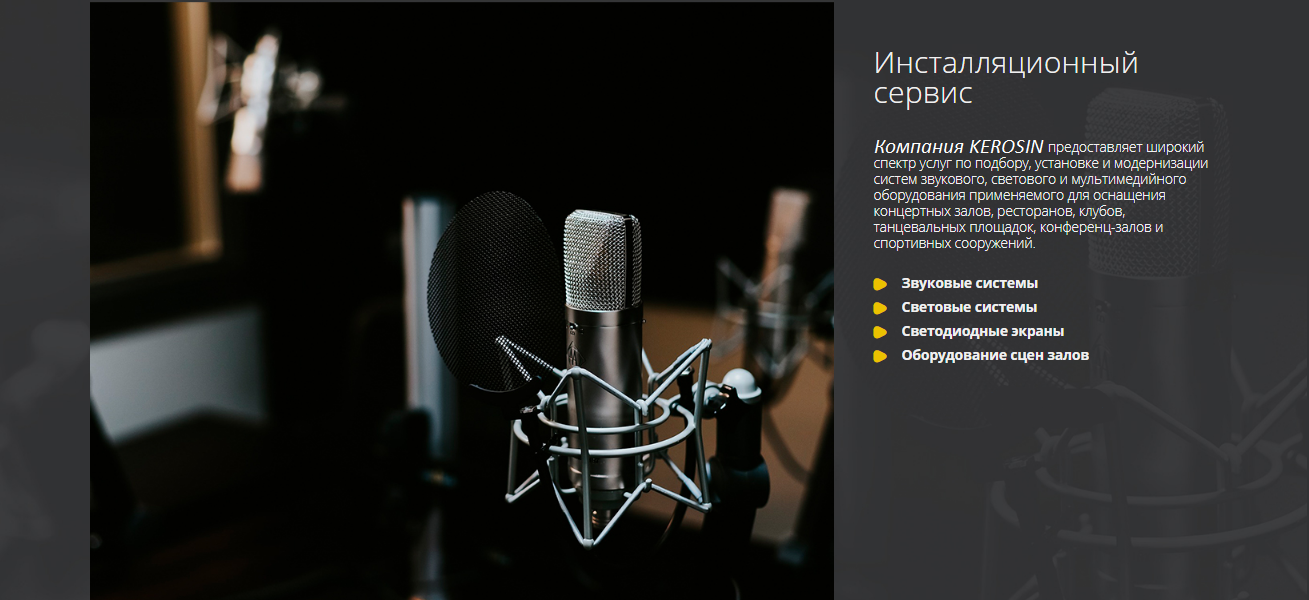 Инсталляционный
сервис
Компания KEROSIN предоставляет широкий
спектр услуг по подбору, установке и модернизации
систем звукового, светового и мультимедийного
оборудования применяемого для оснащения
концертных залов, ресторанов, клубов,
танцевальных площадок, конференц-залов и
спортивных сооружений.
Звуковые системы
Световые системы
Светодиодные экраны
Оборудование сцен залов